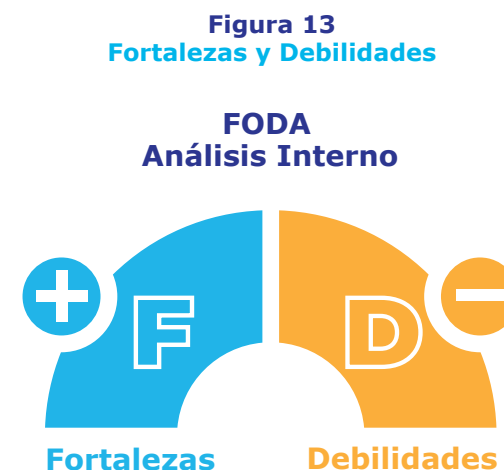 Figura 13
Fortalezas y Debilidades
FODA
Análisis Interno
F D
Fortalezas Debilidades